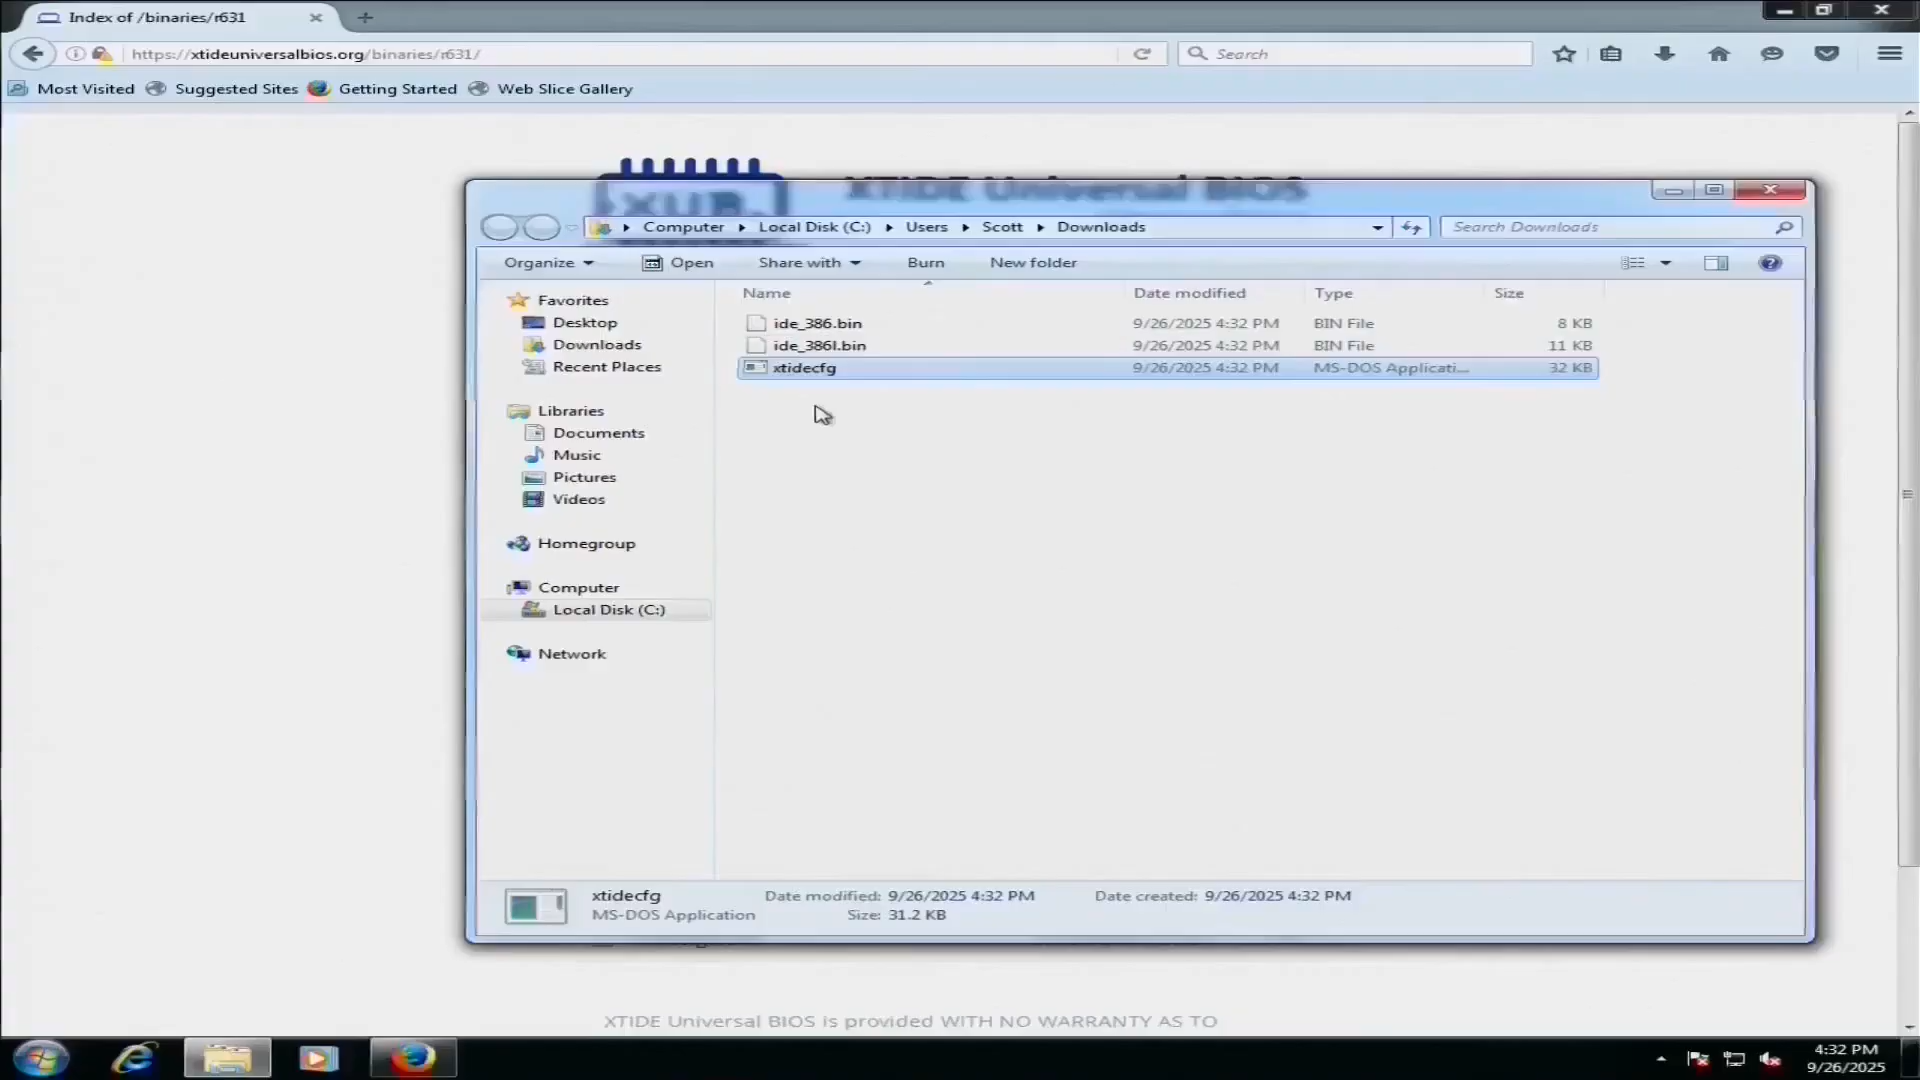 Index of /binaries/r631
https://xtideuniversalbios.org/binaries/r631/
Search
Most Visited
Suggested Sites
Getting Started
Web Slice Gallery
XUB
XTIDE Universal BIOS
Computer
Local Disk (C:)
Users
Scott
Downloads
Search Downloads
Organize
Open
Share with
Burn
New folder
Name
Date modified
Type
Size
Favorites
Desktop
Downloads
Recent Places
Libraries
Documents
Music
Pictures
Videos
Homegroup
Computer
Local Disk (C:)
Network
ide_386.bin 9/26/2025 4:32 PM BIN File 8 KB
ide_386l.bin 9/26/2025 4:32 PM BIN File 11 KB
xtidecfg 9/26/2025 4:32 PM MS-DOS Applicati... 32 KB
xtidecfg Date modified: 9/26/2025 4:32 PM Date created: 9/26/2025 4:32 PM
MS-DOS Application Size: 31.2 KB
XTIDE Universal BIOS is provided WITH NO WARRANTY AS TO
4:32 PM
9/26/2025